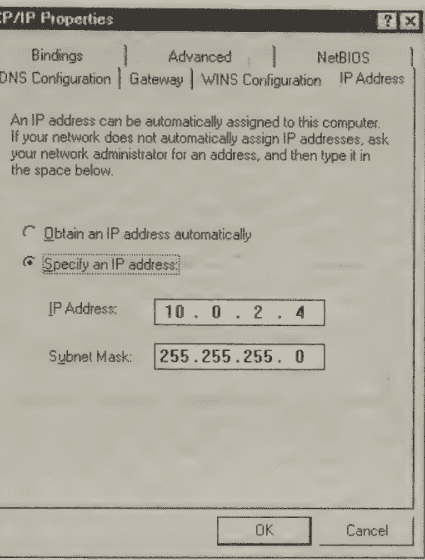 CP/IP Properties ? ×
Bindings Advanced NetBIOS
DNS Configuration Gateway WINS Configuration IP Address
An IP address can be automatically assigned to this computer.
If your network does not automatically assign IP addresses, ask
your network administrator for an address, and then type it in
the space below.
Obtain an IP address automatically
Specify an IP address:
IP Address: 10 . 0 . 2 . 4
Subnet Mask: 255.255.255. 0
OK Cancel